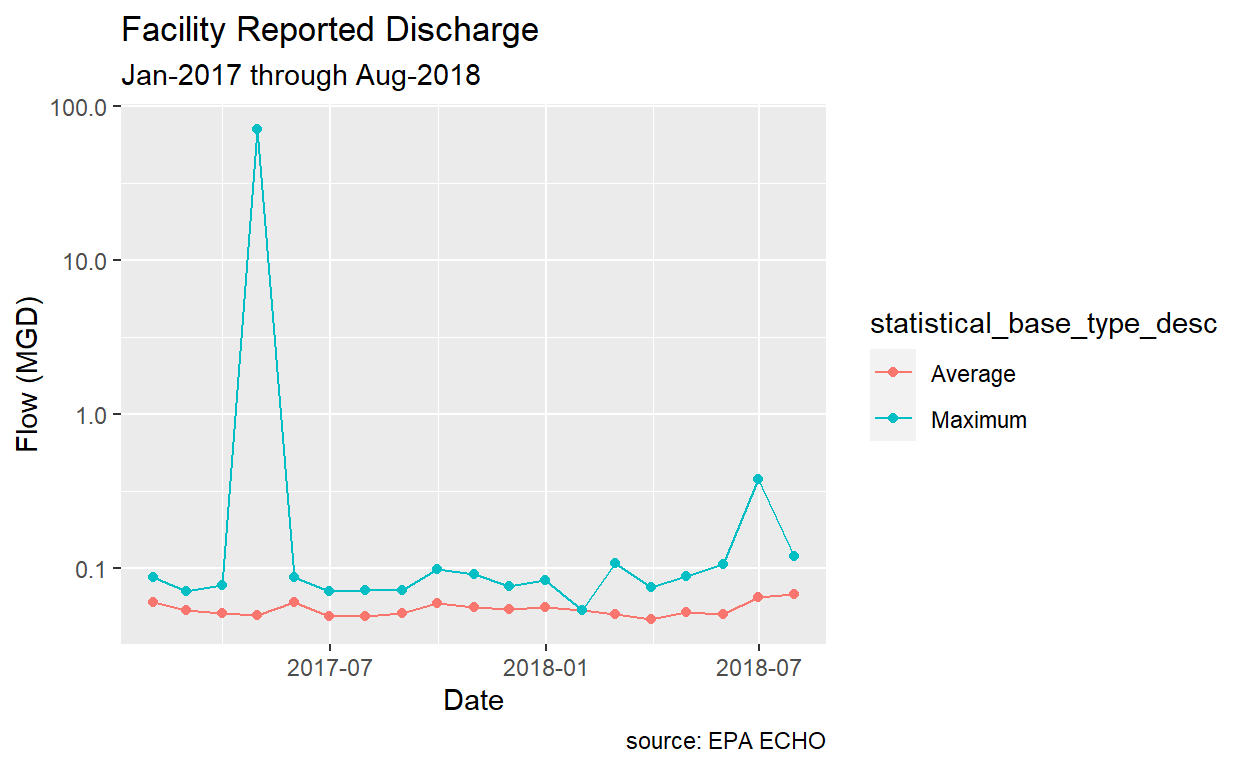 Facility Reported Discharge
Jan-2017 through Aug-2018
100.0
10.0
1.0
0.1
Flow (MGD)
2017-07 2018-01 2018-07
Date
statistical_base_type_desc
Average
Maximum
source: EPA ECHO